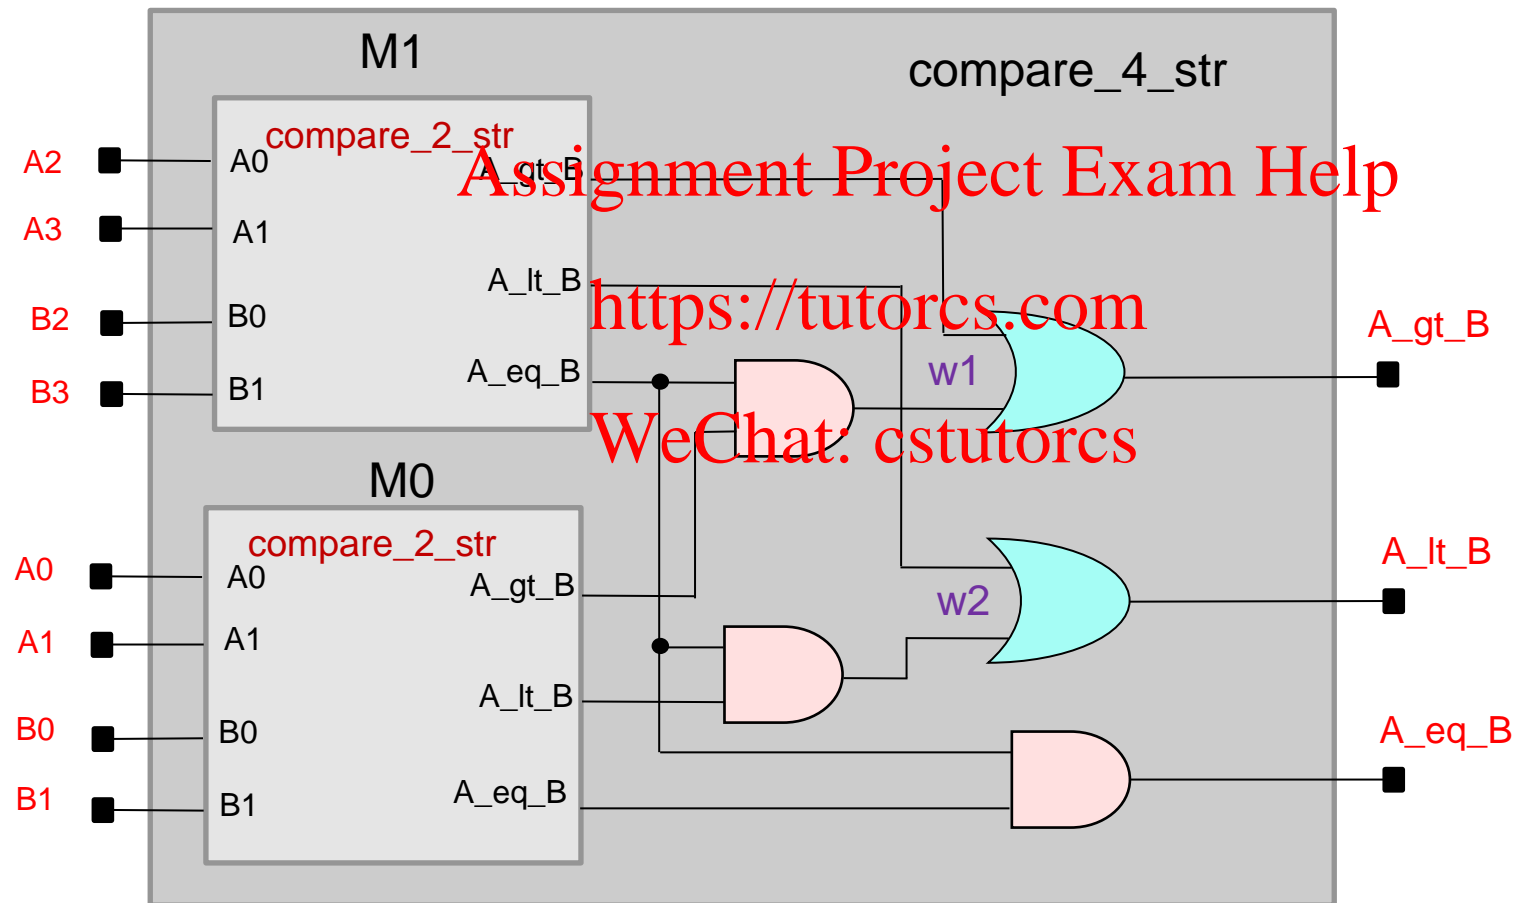 M1
compare_4_str
compare_2_str
A2
A0
A_gt_B
Assignment Project Exam Help
A3
A1
A_lt_B
https://tutorcs.com
B2
B0
A_gt_B
B3
B1
A_eq_B
w1
WeChat: cstutorcs
M0
compare_2_str
A0
A0
A_gt_B
A_lt_B
w2
A1
A1
A_lt_B
B0
B0
A_eq_B
B1
B1
A_eq_B